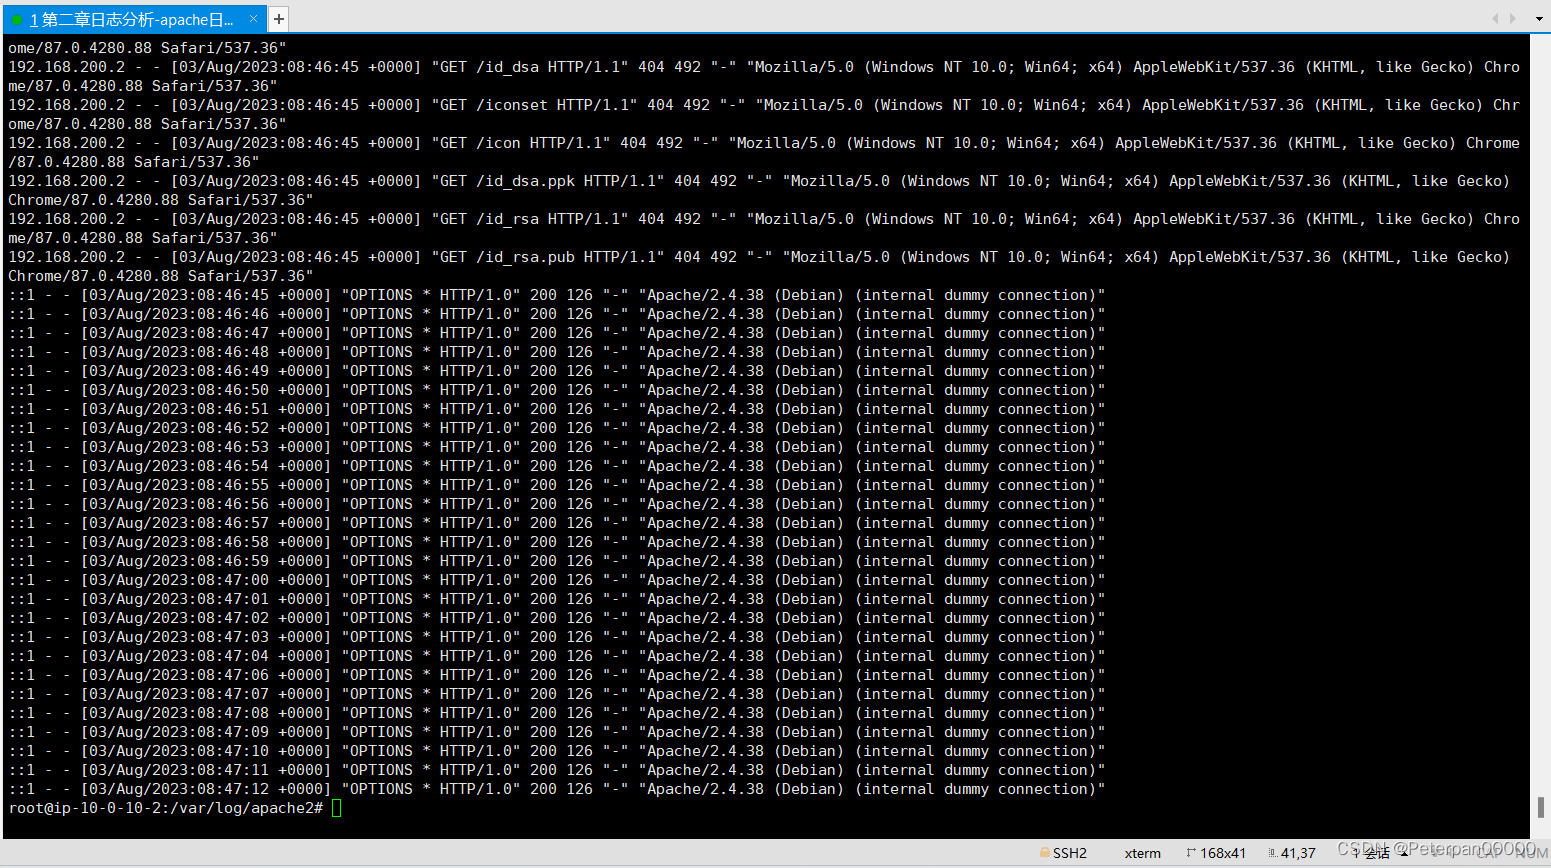 1 第二章日志分析-apache日... × +
ome/87.0.4280.88 Safari/537.36"
192.168.200.2 - - [03/Aug/2023:08:46:45 +0000] "GET /id_dsa HTTP/1.1" 404 492 "-" "Mozilla/5.0 (Windows NT 10.0; Win64; x64) AppleWebKit/537.36 (KHTML, like Gecko) Chro
me/87.0.4280.88 Safari/537.36"
192.168.200.2 - - [03/Aug/2023:08:46:45 +0000] "GET /iconset HTTP/1.1" 404 492 "-" "Mozilla/5.0 (Windows NT 10.0; Win64; x64) AppleWebKit/537.36 (KHTML, like Gecko) Chr
ome/87.0.4280.88 Safari/537.36"
192.168.200.2 - - [03/Aug/2023:08:46:45 +0000] "GET /icon HTTP/1.1" 404 492 "-" "Mozilla/5.0 (Windows NT 10.0; Win64; x64) AppleWebKit/537.36 (KHTML, like Gecko) Chrome
/87.0.4280.88 Safari/537.36"
192.168.200.2 - - [03/Aug/2023:08:46:45 +0000] "GET /id_dsa.ppk HTTP/1.1" 404 492 "-" "Mozilla/5.0 (Windows NT 10.0; Win64; x64) AppleWebKit/537.36 (KHTML, like Gecko)
Chrome/87.0.4280.88 Safari/537.36"
192.168.200.2 - - [03/Aug/2023:08:46:45 +0000] "GET /id_rsa HTTP/1.1" 404 492 "-" "Mozilla/5.0 (Windows NT 10.0; Win64; x64) AppleWebKit/537.36 (KHTML, like Gecko) Chro
me/87.0.4280.88 Safari/537.36"
192.168.200.2 - - [03/Aug/2023:08:46:45 +0000] "GET /id_rsa.pub HTTP/1.1" 404 492 "-" "Mozilla/5.0 (Windows NT 10.0; Win64; x64) AppleWebKit/537.36 (KHTML, like Gecko)
Chrome/87.0.4280.88 Safari/537.36"
::1 - - [03/Aug/2023:08:46:45 +0000] "OPTIONS * HTTP/1.0" 200 126 "-" "Apache/2.4.38 (Debian) (internal dummy connection)"
::1 - - [03/Aug/2023:08:46:46 +0000] "OPTIONS * HTTP/1.0" 200 126 "-" "Apache/2.4.38 (Debian) (internal dummy connection)"
::1 - - [03/Aug/2023:08:46:47 +0000] "OPTIONS * HTTP/1.0" 200 126 "-" "Apache/2.4.38 (Debian) (internal dummy connection)"
::1 - - [03/Aug/2023:08:46:48 +0000] "OPTIONS * HTTP/1.0" 200 126 "-" "Apache/2.4.38 (Debian) (internal dummy connection)"
::1 - - [03/Aug/2023:08:46:49 +0000] "OPTIONS * HTTP/1.0" 200 126 "-" "Apache/2.4.38 (Debian) (internal dummy connection)"
::1 - - [03/Aug/2023:08:46:50 +0000] "OPTIONS * HTTP/1.0" 200 126 "-" "Apache/2.4.38 (Debian) (internal dummy connection)"
::1 - - [03/Aug/2023:08:46:51 +0000] "OPTIONS * HTTP/1.0" 200 126 "-" "Apache/2.4.38 (Debian) (internal dummy connection)"
::1 - - [03/Aug/2023:08:46:52 +0000] "OPTIONS * HTTP/1.0" 200 126 "-" "Apache/2.4.38 (Debian) (internal dummy connection)"
::1 - - [03/Aug/2023:08:46:53 +0000] "OPTIONS * HTTP/1.0" 200 126 "-" "Apache/2.4.38 (Debian) (internal dummy connection)"
::1 - - [03/Aug/2023:08:46:54 +0000] "OPTIONS * HTTP/1.0" 200 126 "-" "Apache/2.4.38 (Debian) (internal dummy connection)"
::1 - - [03/Aug/2023:08:46:55 +0000] "OPTIONS * HTTP/1.0" 200 126 "-" "Apache/2.4.38 (Debian) (internal dummy connection)"
::1 - - [03/Aug/2023:08:46:56 +0000] "OPTIONS * HTTP/1.0" 200 126 "-" "Apache/2.4.38 (Debian) (internal dummy connection)"
::1 - - [03/Aug/2023:08:46:57 +0000] "OPTIONS * HTTP/1.0" 200 126 "-" "Apache/2.4.38 (Debian) (internal dummy connection)"
::1 - - [03/Aug/2023:08:46:58 +0000] "OPTIONS * HTTP/1.0" 200 126 "-" "Apache/2.4.38 (Debian) (internal dummy connection)"
::1 - - [03/Aug/2023:08:46:59 +0000] "OPTIONS * HTTP/1.0" 200 126 "-" "Apache/2.4.38 (Debian) (internal dummy connection)"
::1 - - [03/Aug/2023:08:47:00 +0000] "OPTIONS * HTTP/1.0" 200 126 "-" "Apache/2.4.38 (Debian) (internal dummy connection)"
::1 - - [03/Aug/2023:08:47:01 +0000] "OPTIONS * HTTP/1.0" 200 126 "-" "Apache/2.4.38 (Debian) (internal dummy connection)"
::1 - - [03/Aug/2023:08:47:02 +0000] "OPTIONS * HTTP/1.0" 200 126 "-" "Apache/2.4.38 (Debian) (internal dummy connection)"
::1 - - [03/Aug/2023:08:47:03 +0000] "OPTIONS * HTTP/1.0" 200 126 "-" "Apache/2.4.38 (Debian) (internal dummy connection)"
::1 - - [03/Aug/2023:08:47:04 +0000] "OPTIONS * HTTP/1.0" 200 126 "-" "Apache/2.4.38 (Debian) (internal dummy connection)"
::1 - - [03/Aug/2023:08:47:06 +0000] "OPTIONS * HTTP/1.0" 200 126 "-" "Apache/2.4.38 (Debian) (internal dummy connection)"
::1 - - [03/Aug/2023:08:47:07 +0000] "OPTIONS * HTTP/1.0" 200 126 "-" "Apache/2.4.38 (Debian) (internal dummy connection)"
::1 - - [03/Aug/2023:08:47:08 +0000] "OPTIONS * HTTP/1.0" 200 126 "-" "Apache/2.4.38 (Debian) (internal dummy connection)"
::1 - - [03/Aug/2023:08:47:09 +0000] "OPTIONS * HTTP/1.0" 200 126 "-" "Apache/2.4.38 (Debian) (internal dummy connection)"
::1 - - [03/Aug/2023:08:47:10 +0000] "OPTIONS * HTTP/1.0" 200 126 "-" "Apache/2.4.38 (Debian) (internal dummy connection)"
::1 - - [03/Aug/2023:08:47:11 +0000] "OPTIONS * HTTP/1.0" 200 126 "-" "Apache/2.4.38 (Debian) (internal dummy connection)"
::1 - - [03/Aug/2023:08:47:12 +0000] "OPTIONS * HTTP/1.0" 200 126 "-" "Apache/2.4.38 (Debian) (internal dummy connection)"
root@ip-10-0-10-2:/var/log/apache2#
SSH2 xterm 168x41 41,37 1 会话 CAP NUM
CSDN @Peterpan00000